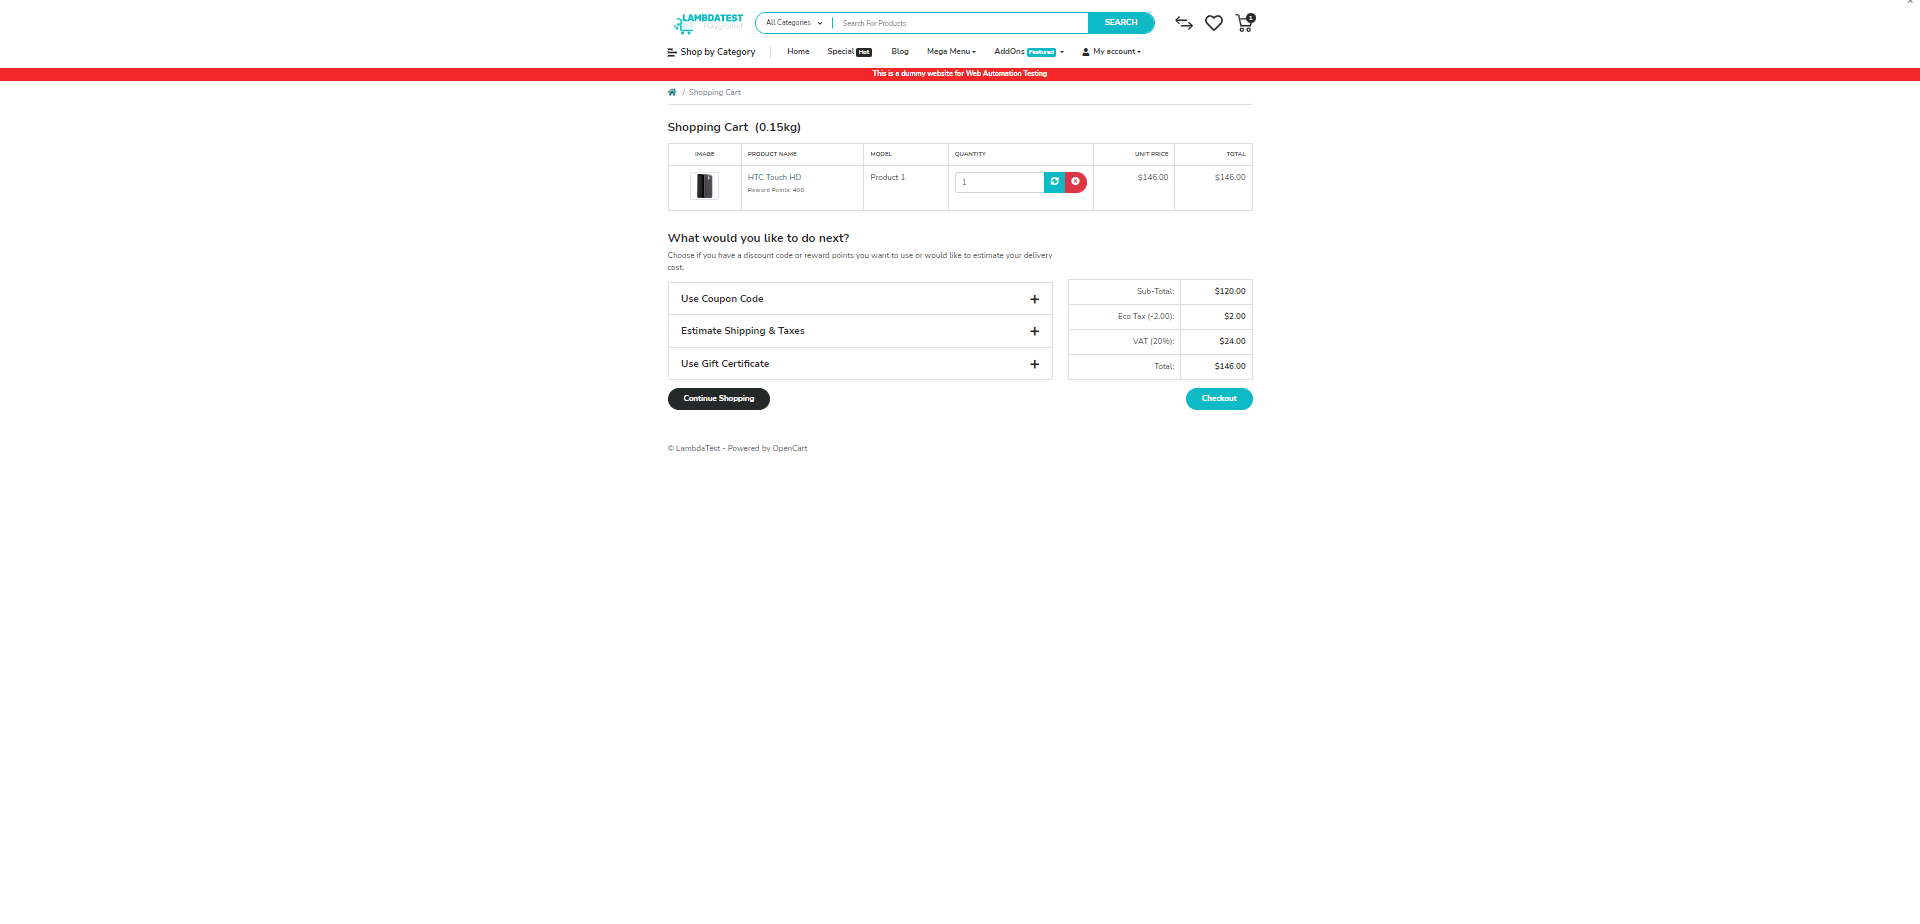 LAMBDATEST
Playground
All Categories
Search For Products
SEARCH
1
Shop by Category
Home
Special Hot
Blog
Mega Menu
AddOns Featured
My account
This is a dummy website for Web Automation Testing
/ Shopping Cart
Shopping Cart (0.15kg)
IMAGE PRODUCT NAME MODEL QUANTITY UNIT PRICE TOTAL
HTC Touch HD Product 1 1 $146.00 $146.00
Reward Points: 400
What would you like to do next?
Choose if you have a discount code or reward points you want to use or would like to estimate your delivery
cost.
Use Coupon Code
Estimate Shipping & Taxes
Use Gift Certificate
Sub-Total: $120.00
Eco Tax (-2.00): $2.00
VAT (20%): $24.00
Total: $146.00
Continue Shopping
Checkout
© LambdaTest - Powered by OpenCart